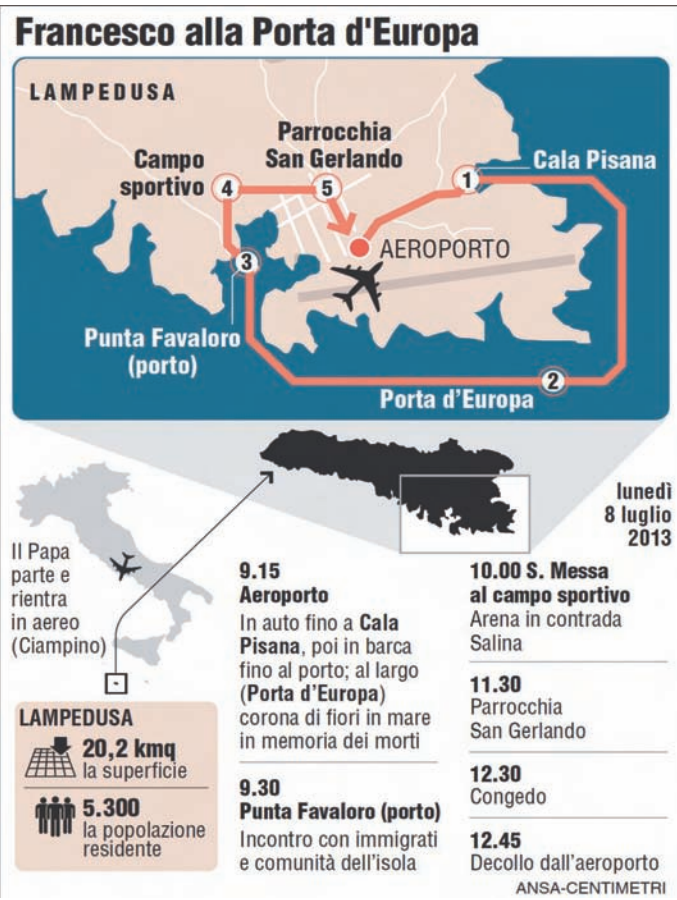 Francesco alla Porta d'Europa
LAMPEDUSA
Parrocchia
San Gerlando
Campo
sportivo
4
5
1
Cala Pisana
AEROPORTO
3
Punta Favaloro
(porto)
Porta d'Europa
2
lunedì
8 luglio
2013
Il Papa
parte e
rientra
in aereo
(Ciampino)
LAMPEDUSA
20,2 kmq
la superficie
5.300
la popolazione
residente
9.15
Aeroporto
In auto fino a Cala
Pisana, poi in barca
fino al porto; al largo
(Porta d'Europa)
corona di fiori in mare
in memoria dei morti
9.30
Punta Favaloro (porto)
Incontro con immigrati
e comunità dell'isola
10.00 S. Messa
al campo sportivo
Arena in contrada
Salina
11.30
Parrocchia
San Gerlando
12.30
Congedo
12.45
Decollo dall'aeroporto
ANSA-CENTIMETRI